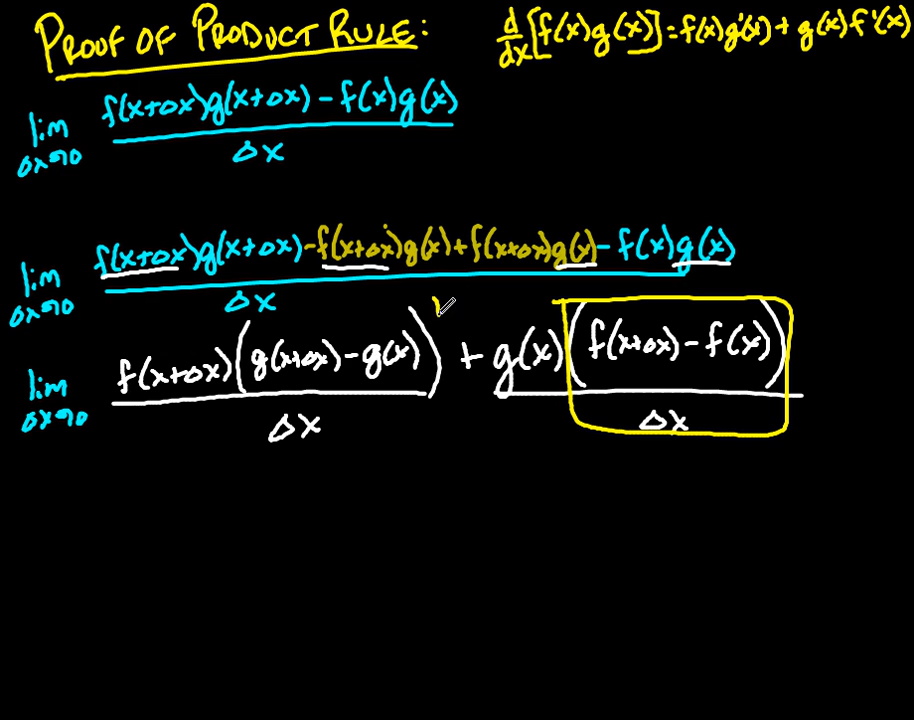 PROOF OF PRODUCT RULE: d/dx[f(x)g(x)]=f(x)g'(x)+ g(x)f'(x)
lim Δx→0 f(x+Δx)g(x+Δx)-f(x)g(x) / Δx
lim Δx→0 f(x+Δx)g(x+Δx)-f(x+Δx)g(x)+f(x+Δx)g(x)-f(x)g(x) / Δx
lim Δx→0 f(x+Δx)(g(x+Δx)-g(x)) / Δx + g(x)(f(x+Δx)-f(x)) / Δx